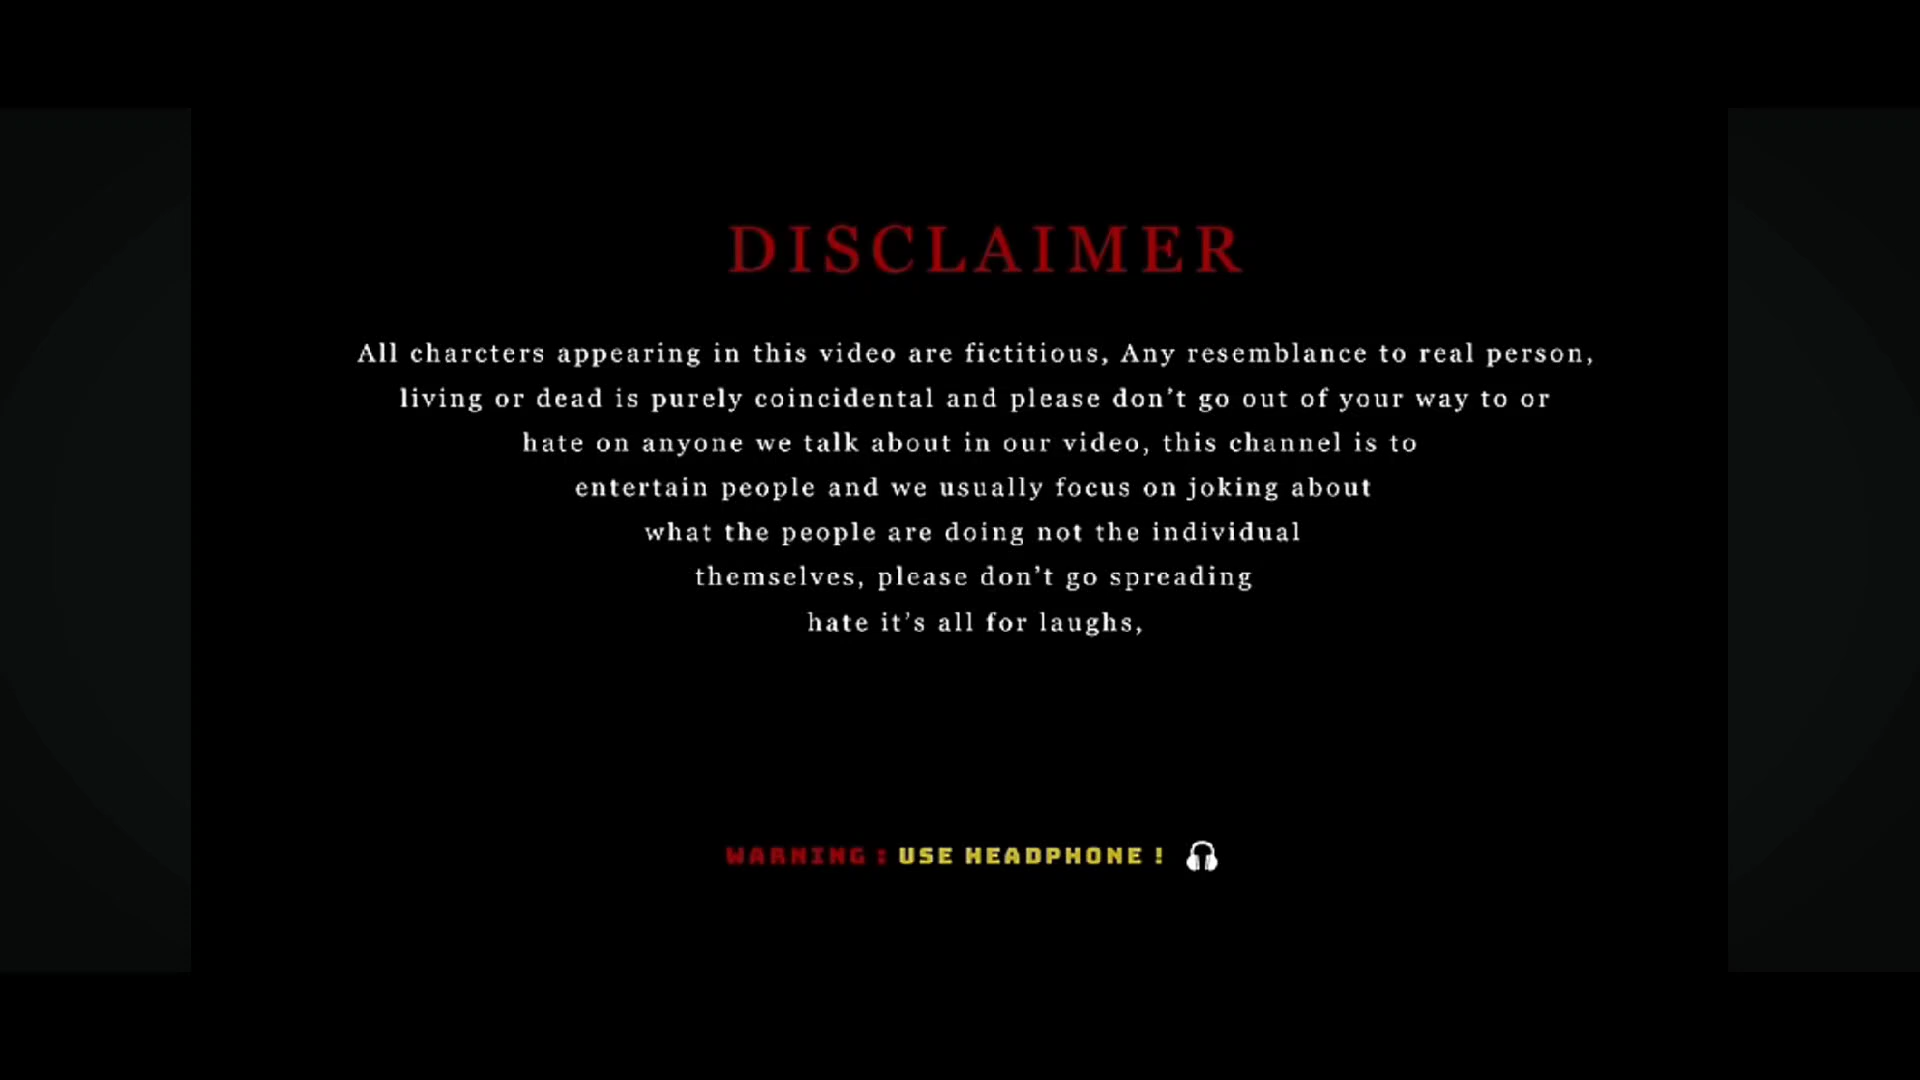 DISCLAIMER
All charcters appearing in this video are fictitious, Any resemblance to real person,
living or dead is purely coincidental and please don't go out of your way to or
hate on anyone we talk about in our video, this channel is to
entertain people and we usually focus on joking about
what the people are doing not the individual
themselves, please don't go spreading
hate it's all for laughs,
WARNING : USE HEADPHONE !